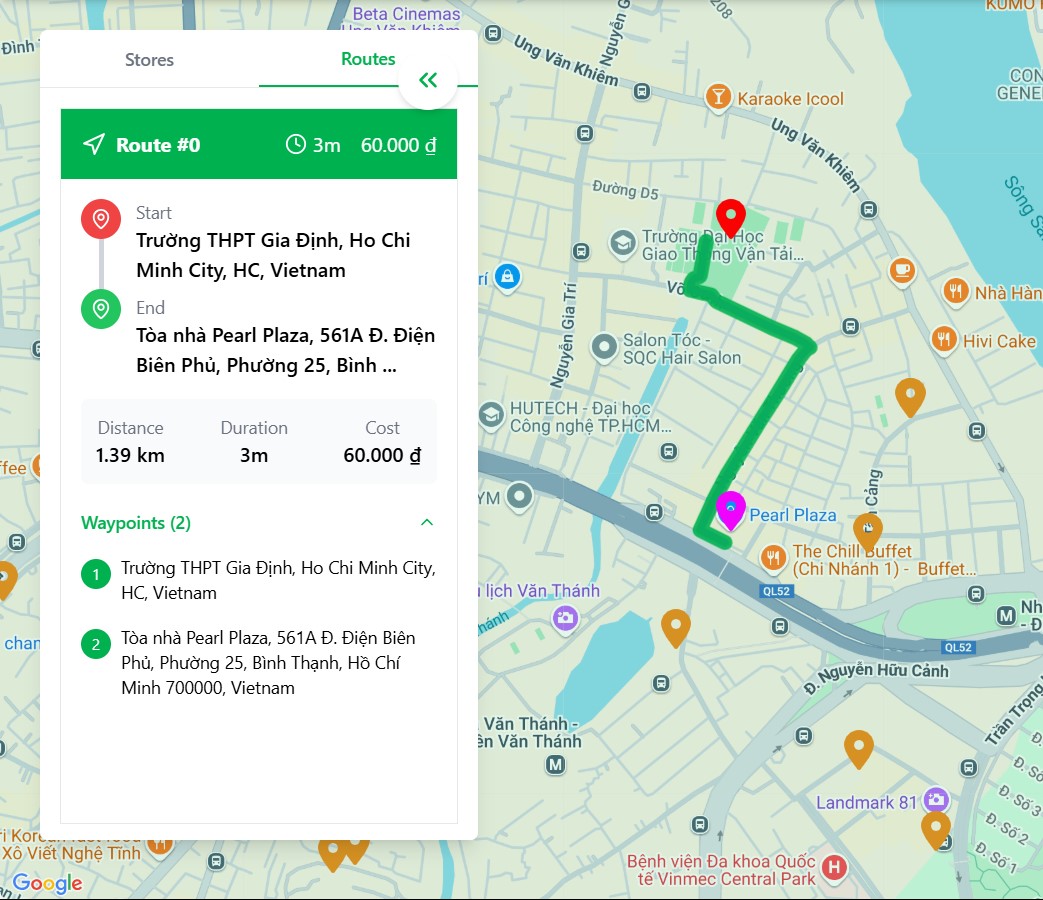 Stores
Routes
Route #0
3m
60.000 ₫
Start
Trường THPT Gia Định, Ho Chi
Minh City, HC, Vietnam
End
Tòa nhà Pearl Plaza, 561A Đ. Điện
Biên Phủ, Phường 25, Bình ...
Distance
Duration
Cost
1.39 km
3m
60.000 ₫
Waypoints (2)
1
Trường THPT Gia Định, Ho Chi Minh City,
HC, Vietnam
2
Tòa nhà Pearl Plaza, 561A Đ. Điện Biên
Phủ, Phường 25, Bình Thạnh, Hồ Chí
Minh 700000, Vietnam
Beta Cinemas
Ung Văn Khiêm
208
Ung Văn Khiêm
Karaoke Icool
Ung Văn Khiêm
CON
GENE
Sông
Đường D5
Trường Đại Học
Giao Thông Vận Tải...
Võ
Nhà Hàn
Hivi Cake
Nguyễn Gia Trí
Salon Tóc -
SQC Hair Salon
HUTECH - Đại học
Công nghệ TP.HCM...
YM
Cảng
Pearl Plaza
The Chill Buffet
(Chi Nhánh 1) - Buffet...
QL52
QL52
lịch Văn Thánh
Đ. Nguyễn Hữu Cảnh
Trần Trọng
Văn Thánh -
ên Văn Thánh
M
M
Nh
- Đ
Landmark 81
Đ. Số 3
Đ. Số 2
Đ. Số 1
Bệnh viện Đa khoa Quốc
tế Vinmec Central Park
H
ffee
chan
Xô Viết Nghệ Tĩnh
Google